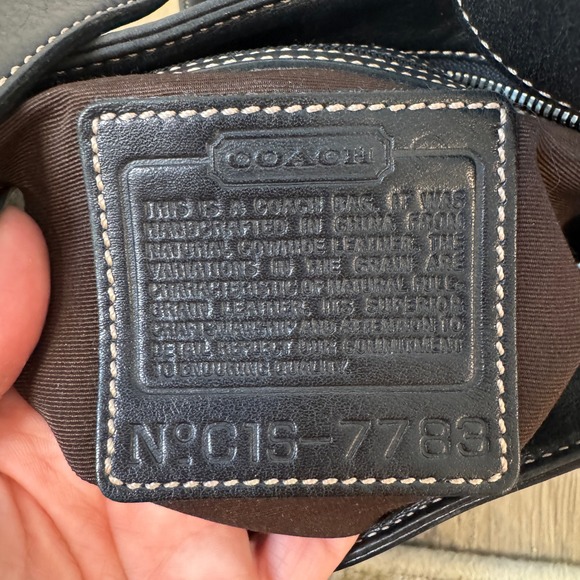 COACH
THIS IS A COACH BAG. IT WAS
HANDCRAFTED IN CHINA FROM
NATURAL COWHIDE LEATHER. THE
VARIATIONS IN THE GRAIN ARE
CHARACTERISTIC OF NATURAL FULL
GRAIN LEATHER. ITS SUPERIOR
CRAFTSMANSHIP AND ATTENTION TO
DETAIL REFLECT OUR COMMITMENT
TO ENDURING QUALITY.
Nº C1S-7783